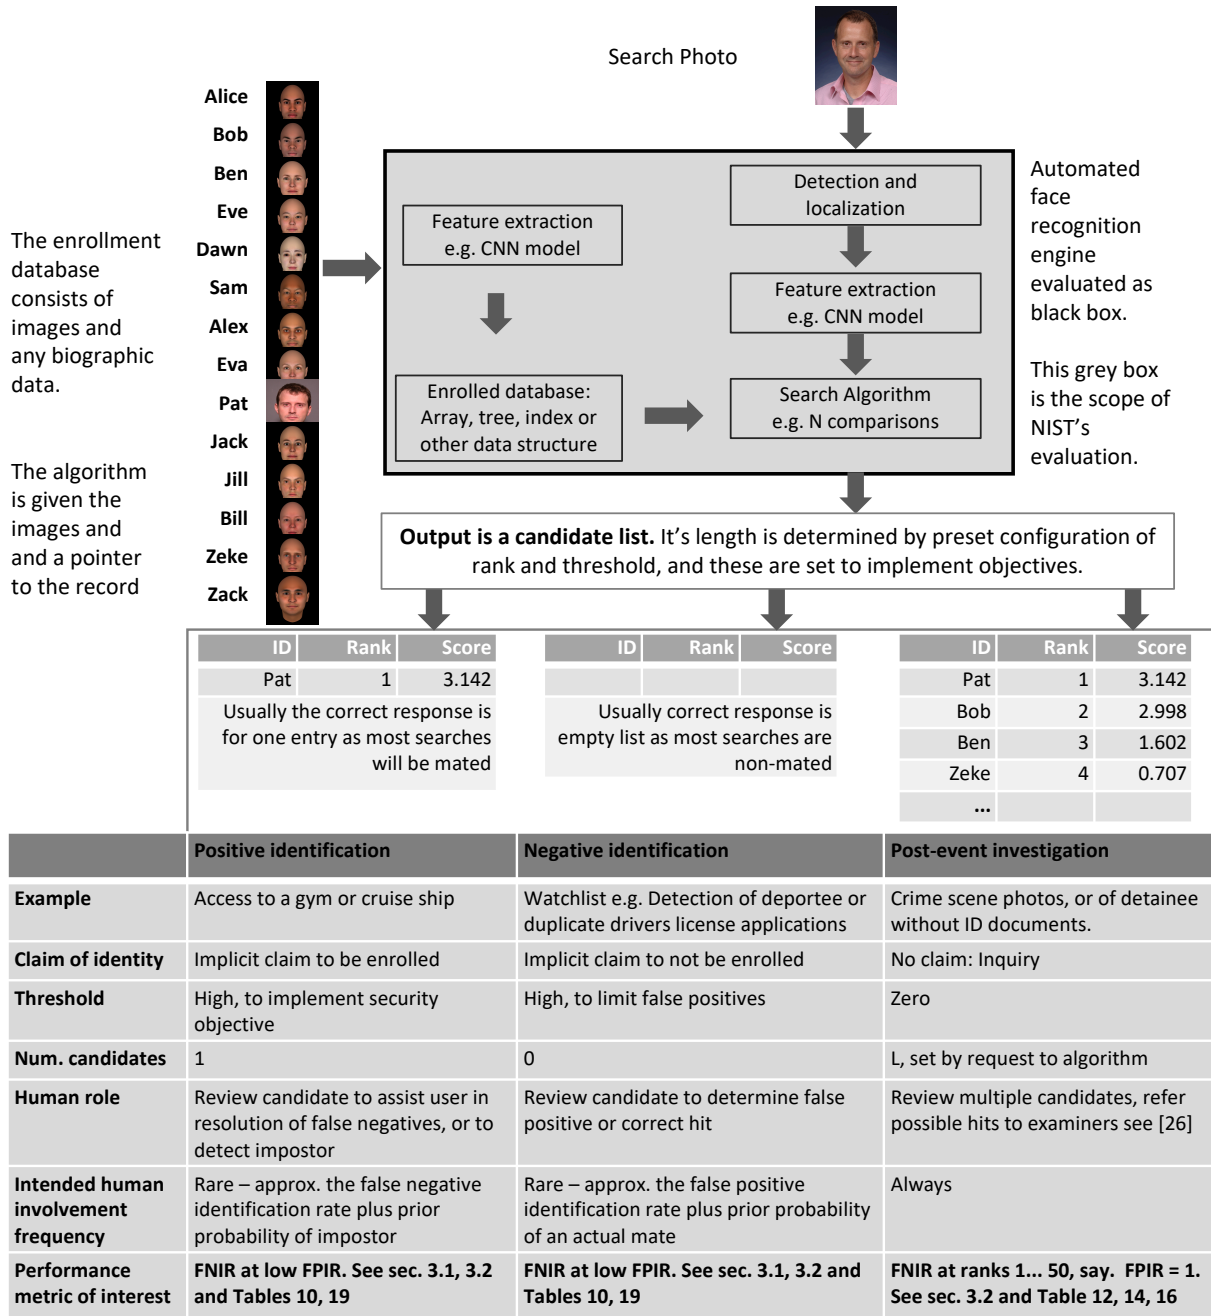 Search Photo
Alice
Bob
Ben
Eve
Dawn
Sam
Alex
Eva
Pat
Jack
Jill
Bill
Zeke
Zack
The enrollment
database
consists of
images and
any biographic
data.
The algorithm
is given the
images and
and a pointer
to the record
Feature extraction
e.g. CNN model
Enrolled database:
Array, tree, index or
other data structure
Detection and
localization
Feature extraction
e.g. CNN model
Search Algorithm
e.g. N comparisons
Automated
face
recognition
engine
evaluated as
black box.
This grey box
is the scope of
NIST's
evaluation.
Output is a candidate list. It's length is determined by preset configuration of
rank and threshold, and these are set to implement objectives.
ID Rank Score
Pat 1 3.142
Usually the correct response is
for one entry as most searches
will be mated
ID Rank Score
Usually correct response is
empty list as most searches are
non-mated
ID Rank Score
Pat 1 3.142
Bob 2 2.998
Ben 3 1.602
Zeke 4 0.707
...
Positive identification Negative identification Post-event investigation
Example
Access to a gym or cruise ship
Watchlist e.g. Detection of deportee or
duplicate drivers license applications
Crime scene photos, or of detainee
without ID documents.
Claim of identity
Implicit claim to be enrolled
Implicit claim to not be enrolled
No claim: Inquiry
Threshold
High, to implement security
objective
High, to limit false positives
Zero
Num. candidates
1
0
L, set by request to algorithm
Human role
Review candidate to assist user in
resolution of false negatives, or to
detect impostor
Review candidate to determine false
positive or correct hit
Review multiple candidates, refer
possible hits to examiners see [26]
Intended human
involvement
frequency
Rare – approx. the false negative
identification rate plus prior
probability of impostor
Rare – approx. the false positive
identification rate plus prior probability
of an actual mate
Always
Performance
metric of interest
FNIR at low FPIR. See sec. 3.1, 3.2
and Tables 10, 19
FNIR at low FPIR. See sec. 3.1, 3.2 and
Tables 10, 19
FNIR at ranks 1... 50, say. FPIR = 1.
See sec. 3.2 and Table 12, 14, 16